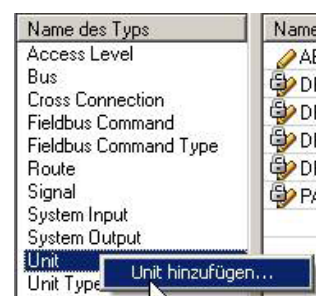 Name des Typs
Name
Access Level
Bus
Cross Connection
Fieldbus Command
Fieldbus Command Type
Route
Signal
System Input
System Output
Unit
Unit hinzufügen...
Unit Type